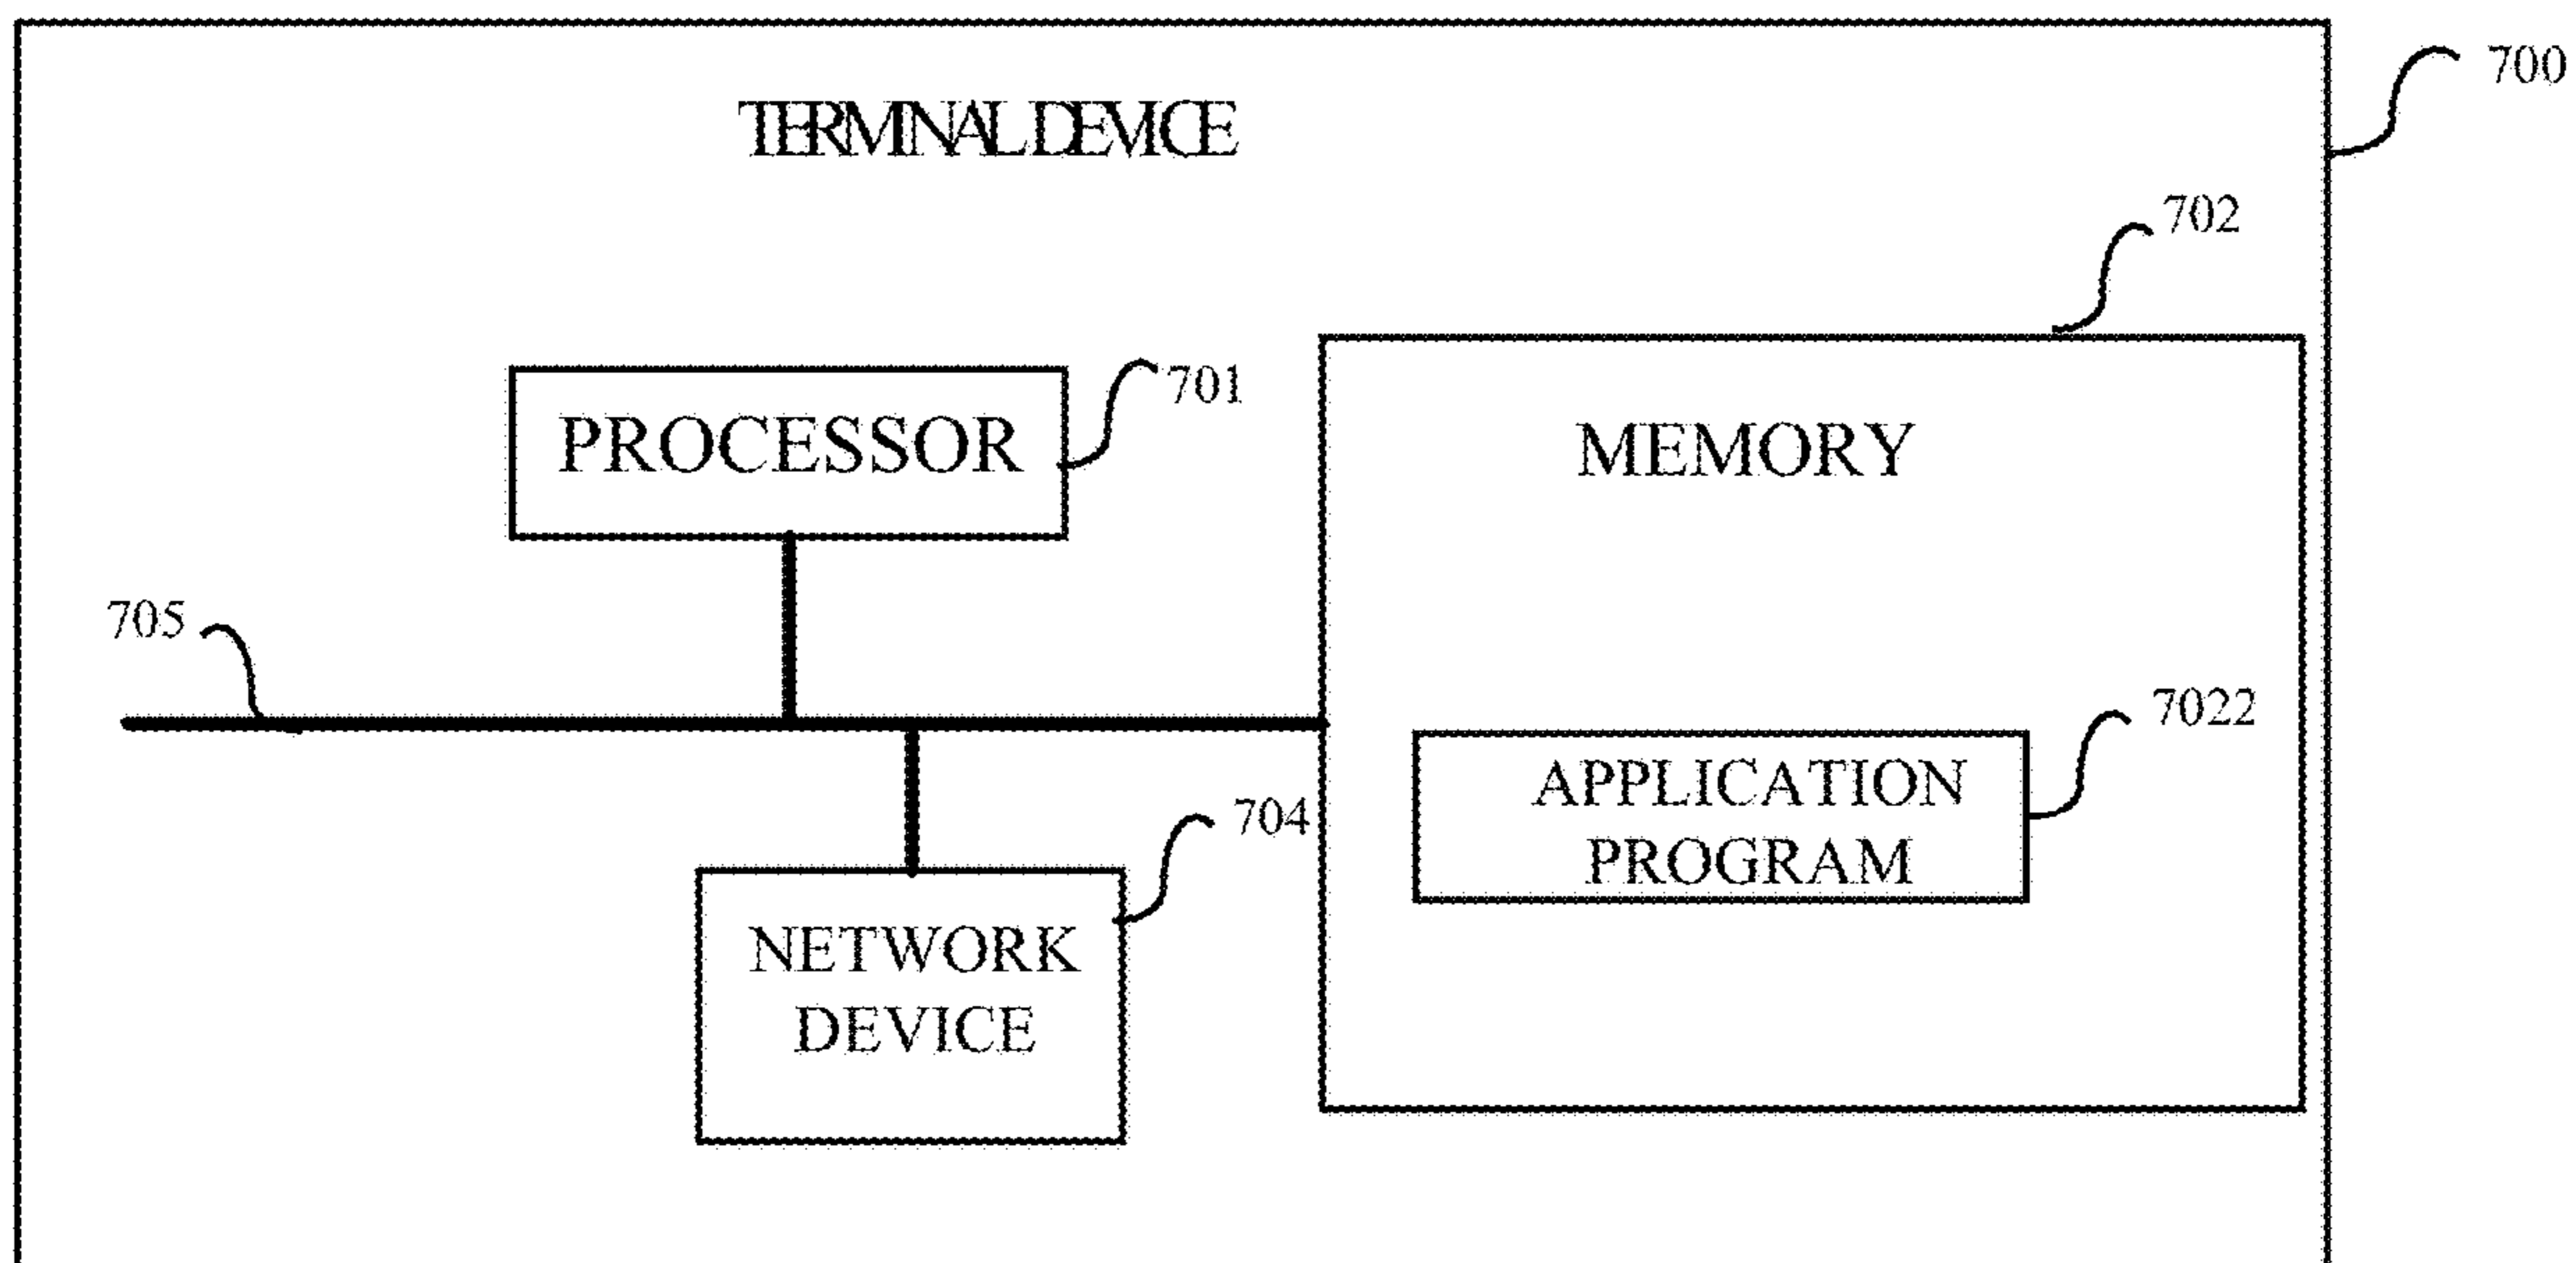 700
TERMINAL DEVICE
702
701
PROCESSOR
MEMORY
705
7022
APPLICATION
PROGRAM
704
NETWORK
DEVICE